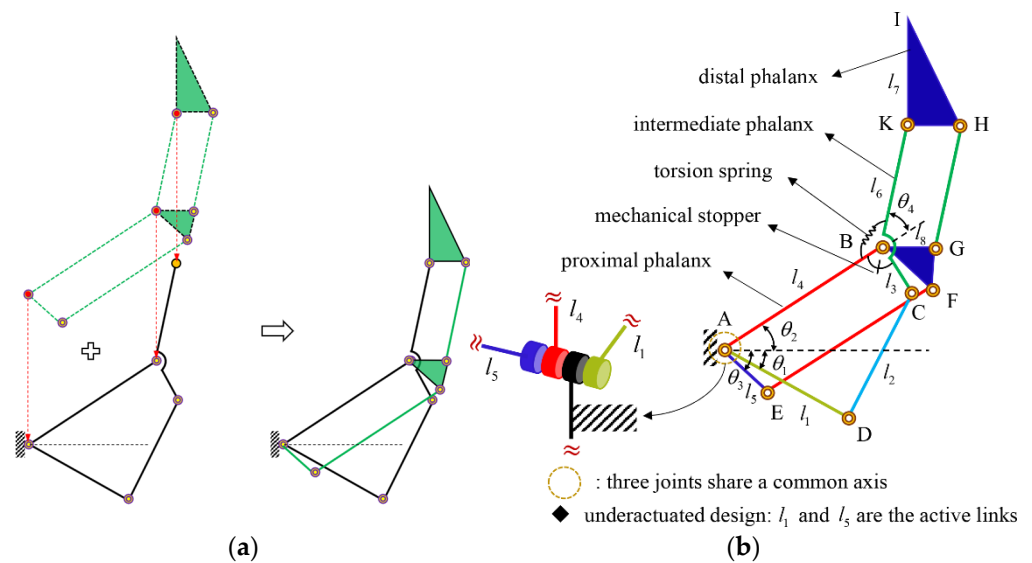 I
distal phalanx
l₇
K
H
intermediate phalanx
torsion spring
l₆
θ₄
mechanical stopper
B
l₈
G
proximal phalanx
l₄
l₃
F
C
A
θ₂
l₄
l₁
l₅
θ₁
θ₃
l₅
l₂
E
l₁
D
: three joints share a common axis
◆ underactuated design: l₁ and l₅ are the active links
(a)
(b)